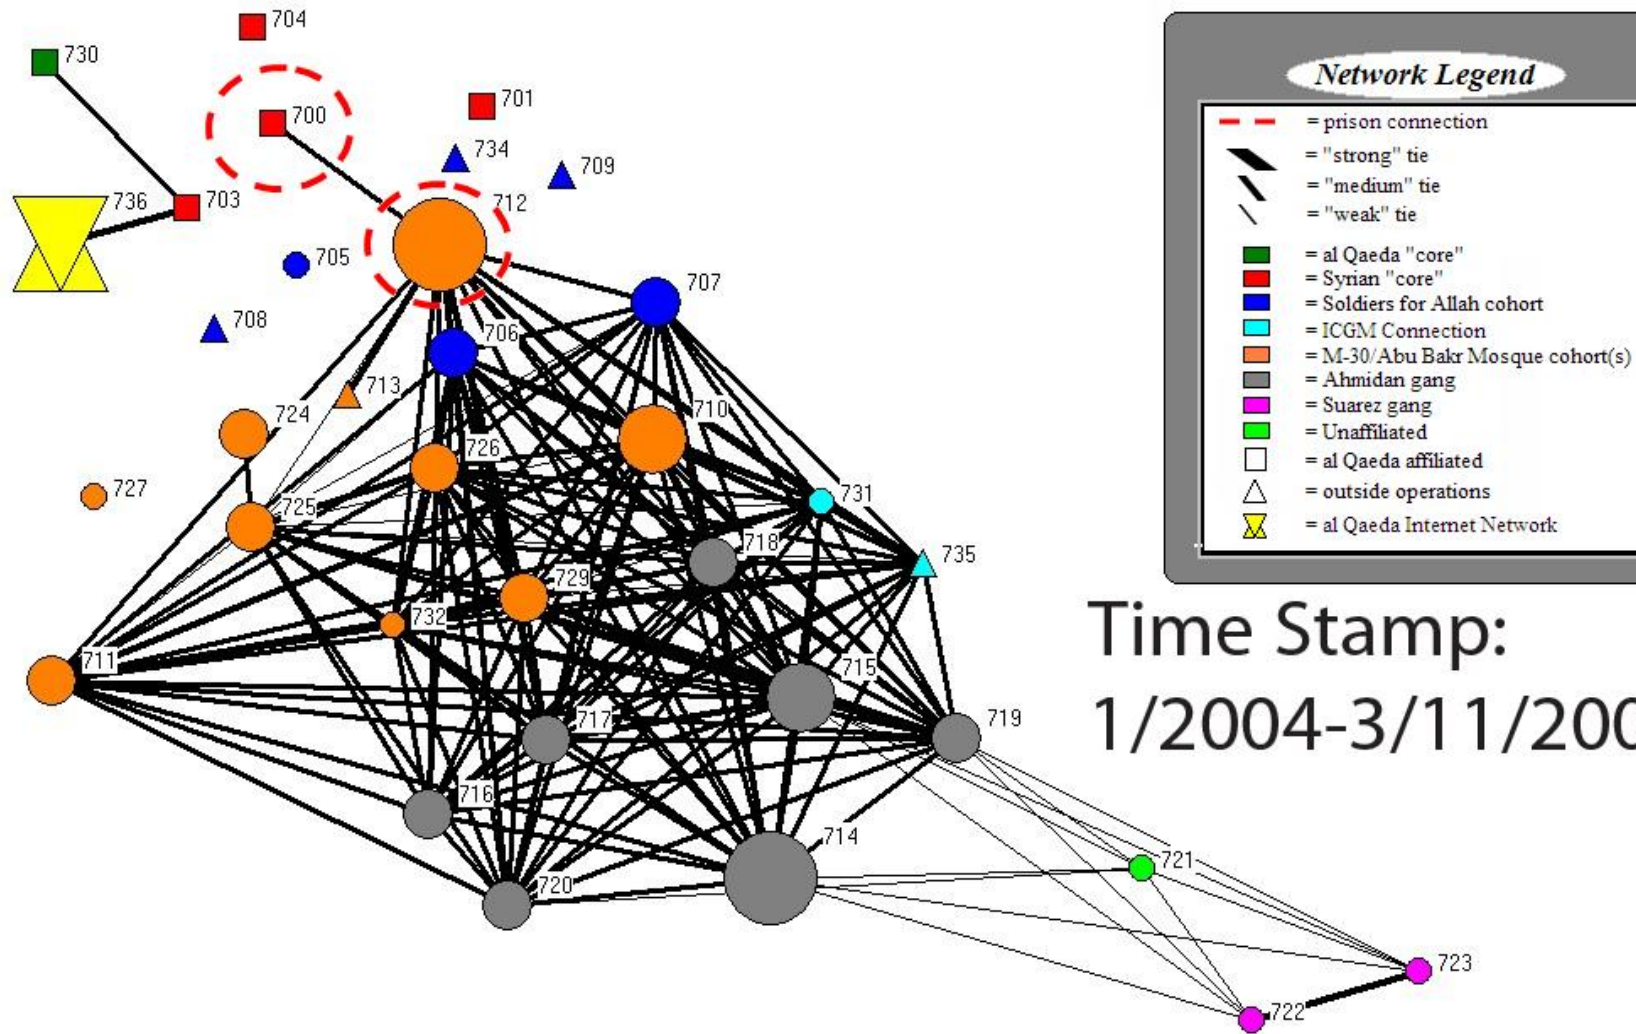 704
730
701
700
734
709
736
703
712
705
707
708
706
713
724
710
726
727
731
725
718
735
729
732
711
715
717
719
716
714
721
720
723
722
Network Legend
= prison connection
= "strong" tie
= "medium" tie
= "weak" tie
= al Qaeda "core"
= Syrian "core"
= Soldiers for Allah cohort
= ICGM Connection
= M-30/Abu Bakr Mosque cohort(s)
= Ahmidan gang
= Suarez gang
= Unaffiliated
= al Qaeda affiliated
= outside operations
= al Qaeda Internet Network
Time Stamp:
1/2004-3/11/200